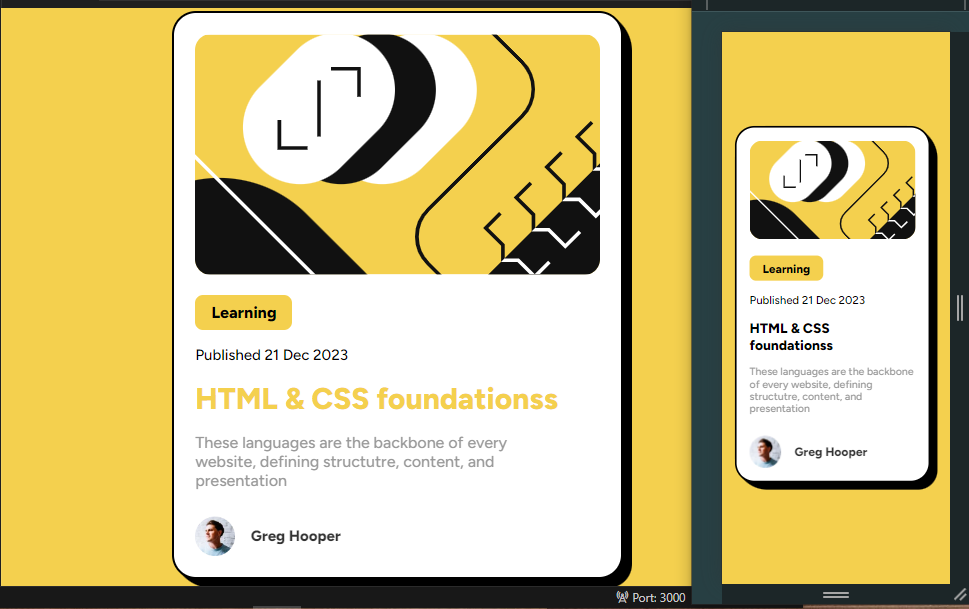 Learning
Published 21 Dec 2023
HTML & CSS foundationss
These languages are the backbone of every
website, defining structutre, content, and
presentation
Greg Hooper
Port: 3000
Learning
Published 21 Dec 2023
HTML & CSS
foundationss
These languages are the backbone
of every website, defining
structutre, content, and
presentation
Greg Hooper